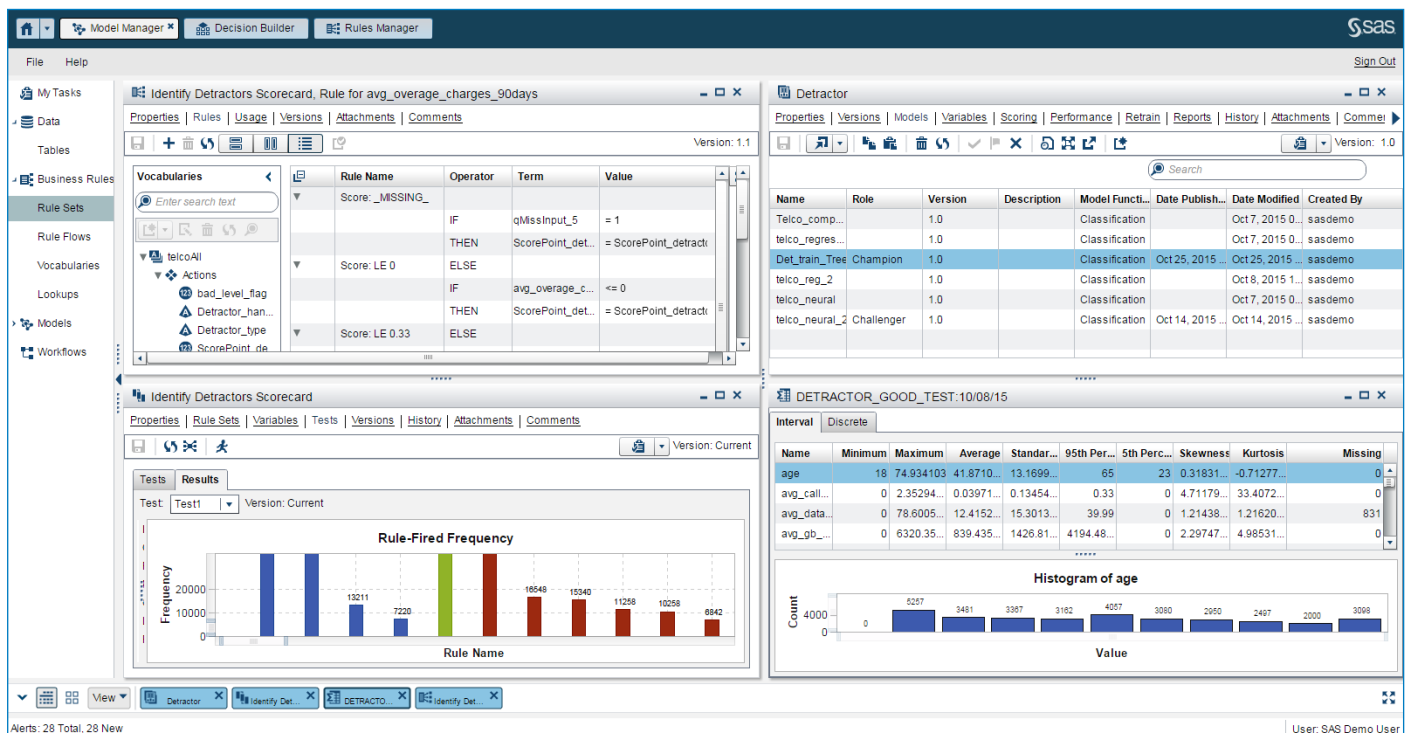 Model Manager × Decision Builder Rules Manager sas
File Help Sign Out
My Tasks
Data
Tables
Business Rules
Rule Sets
Rule Flows
Vocabularies
Lookups
Models
Workflows
Identify Detractors Scorecard, Rule for avg_overage_charges_90days
Properties | Rules | Usage | Versions | Attachments | Comments
Version: 1.1
Vocabularies
Enter search text
telcoAll
Actions
bad_level_flag
Detractor_han...
Detractor_type
ScorePoint_de
Rule Name Operator Term Value
Score: _MISSING_
IF qMissInput_5 = 1
THEN ScorePoint_det... = ScorePoint_detracto
Score: LE 0 ELSE
IF avg_overage_c... <= 0
THEN ScorePoint_det... = ScorePoint_detracto
Score: LE 0.33 ELSE
Detractor
Properties | Versions | Models | Variables | Scoring | Performance | Retrain | Reports | History | Attachments | Commer
Version: 1.0
Search
Name Role Version Description Model Functi... Date Publish... Date Modified Created By
Telco_comp... 1.0 Classification Oct 7, 2015 0... sasdemo
telco_regres... 1.0 Classification Oct 7, 2015 0... sasdemo
Det_train_Tree Champion 1.0 Classification Oct 25, 2015 ... Oct 25, 2015 ... sasdemo
telco_reg_2 1.0 Classification Oct 8, 2015 1... sasdemo
telco_neural 1.0 Classification Oct 7, 2015 0... sasdemo
telco_neural_2 Challenger 1.0 Classification Oct 14, 2015 ... Oct 14, 2015 ... sasdemo
Identify Detractors Scorecard
Properties | Rule Sets | Variables | Tests | Versions | History | Attachments | Comments
Version: Current
Tests Results
Test: Test1 Version: Current
Rule-Fired Frequency
Frequency
20000
10000
0
13211
7220
16548
15340
11258
10258
6842
Rule Name
DETRACTOR_GOOD_TEST:10/08/15
Interval Discrete
Name Minimum Maximum Average Standar... 95th Per... 5th Perc... Skewness Kurtosis Missing
age 18 74.934103 41.8710... 13.1699... 65 23 0.31831... -0.71277... 0
avg_call... 0 2.35294... 0.03971... 0.13454... 0.33 0 4.71179... 33.4072... 0
avg_data... 0 78.6005... 12.4152... 15.3013... 39.99 0 1.21438... 1.21620... 831
avg_gb_... 0 6320.35... 839.435... 1426.81... 4194.48... 0 2.29747... 4.98531... 0
Histogram of age
Count
4000
0
0 5257 3481 3367 3162 4057 3080 2950 2497 2000 3098
Value
View Detractor × Identify Det... × DETRACTO... × Identify Det... ×
Alerts: 28 Total, 28 New User: SAS Demo User